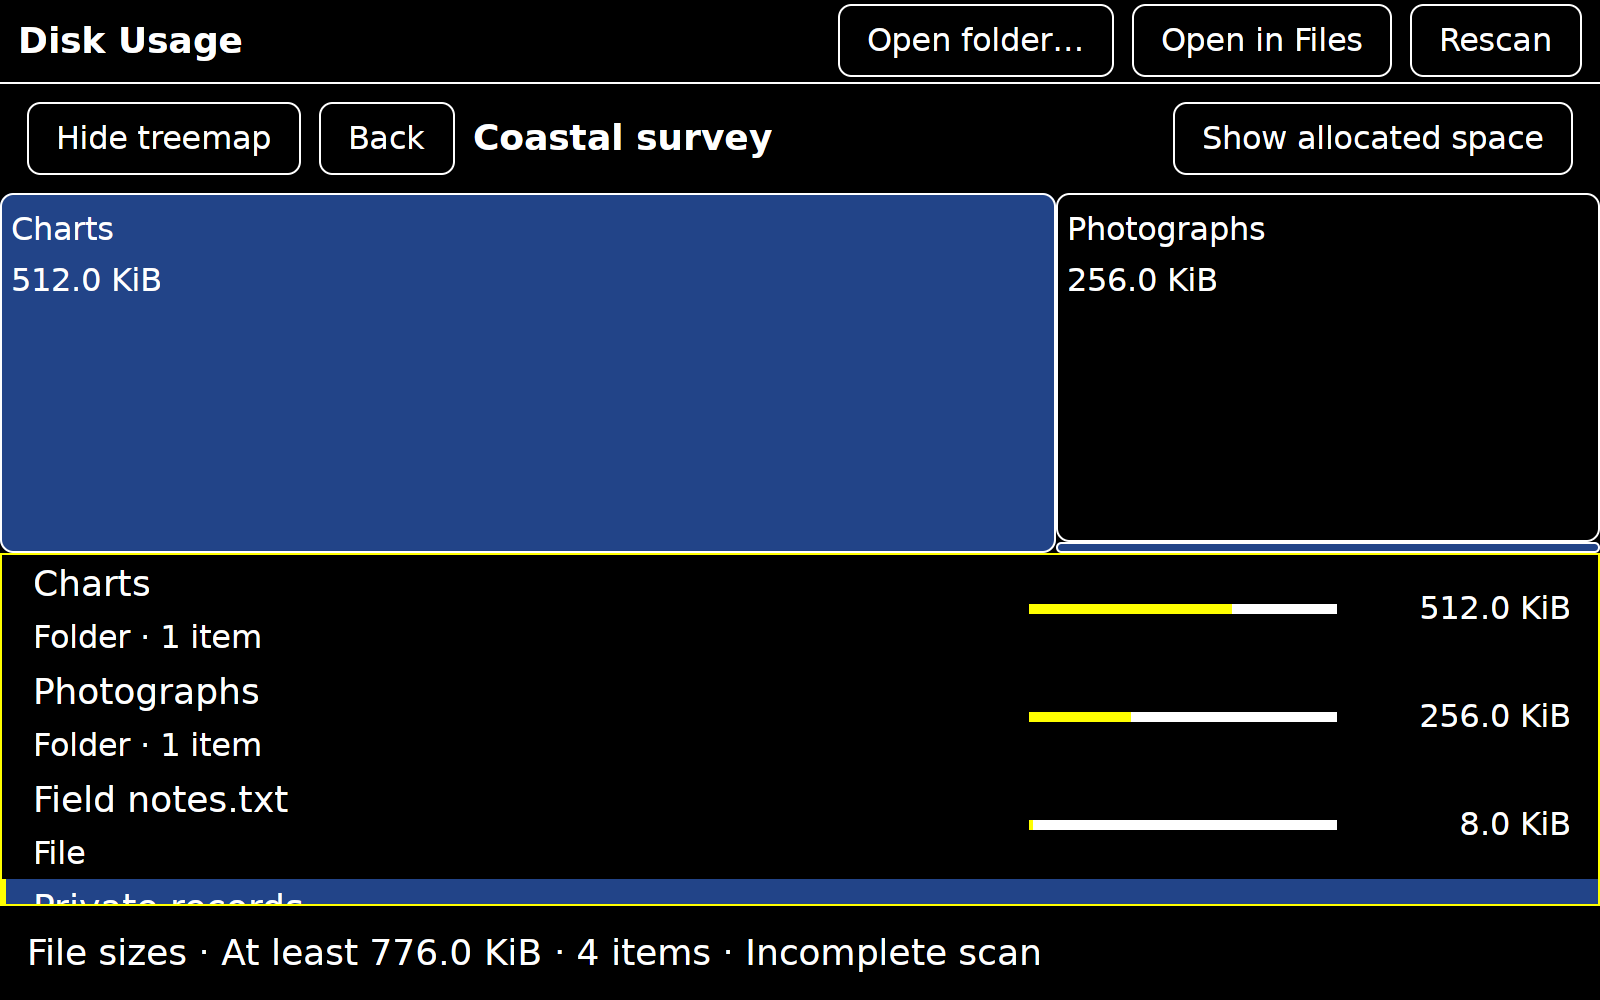 Disk Usage
Open folder…
Open in Files
Rescan
Hide treemap
Back
Coastal survey
Show allocated space
Charts
512.0 KiB
Photographs
256.0 KiB
Charts
512.0 KiB
Folder · 1 item
Photographs
256.0 KiB
Folder · 1 item
Field notes.txt
8.0 KiB
File
Private records
File sizes · At least 776.0 KiB · 4 items · Incomplete scan